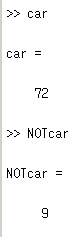 >> car
car =
72
>> NOTcar
NOTcar =
9